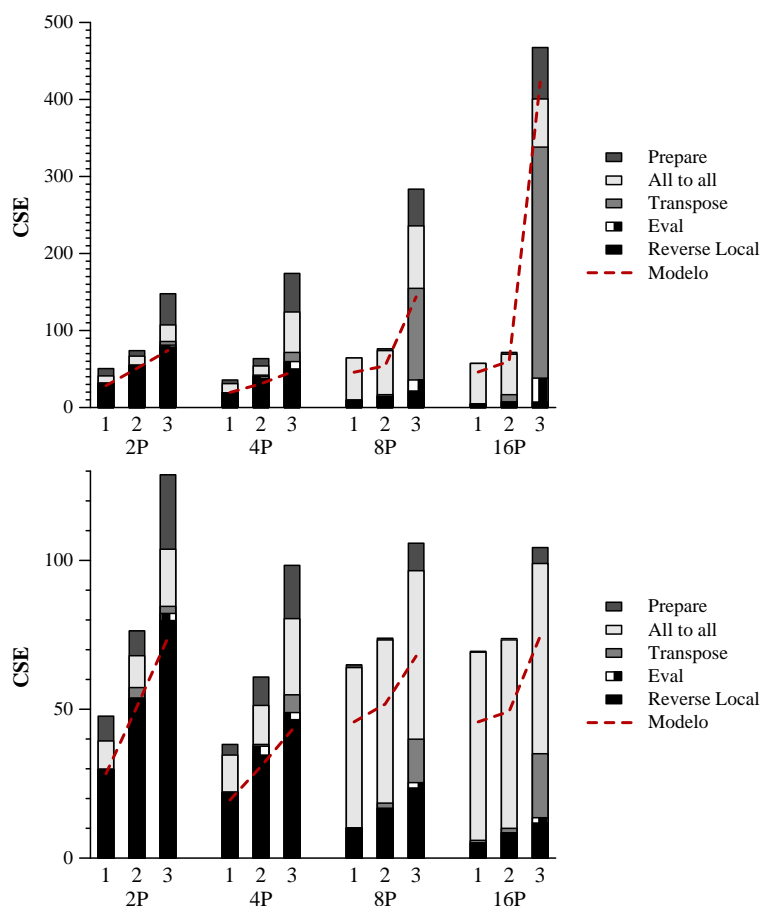 500
400
300
200
100
0
CSE
Prepare
All to all
Transpose
Eval
Reverse Local
Modelo
1 2 3 1 2 3 1 2 3 1 2 3
2P 4P 8P 16P
100
50
0
CSE
Prepare
All to all
Transpose
Eval
Reverse Local
Modelo
1 2 3 1 2 3 1 2 3 1 2 3
2P 4P 8P 16P